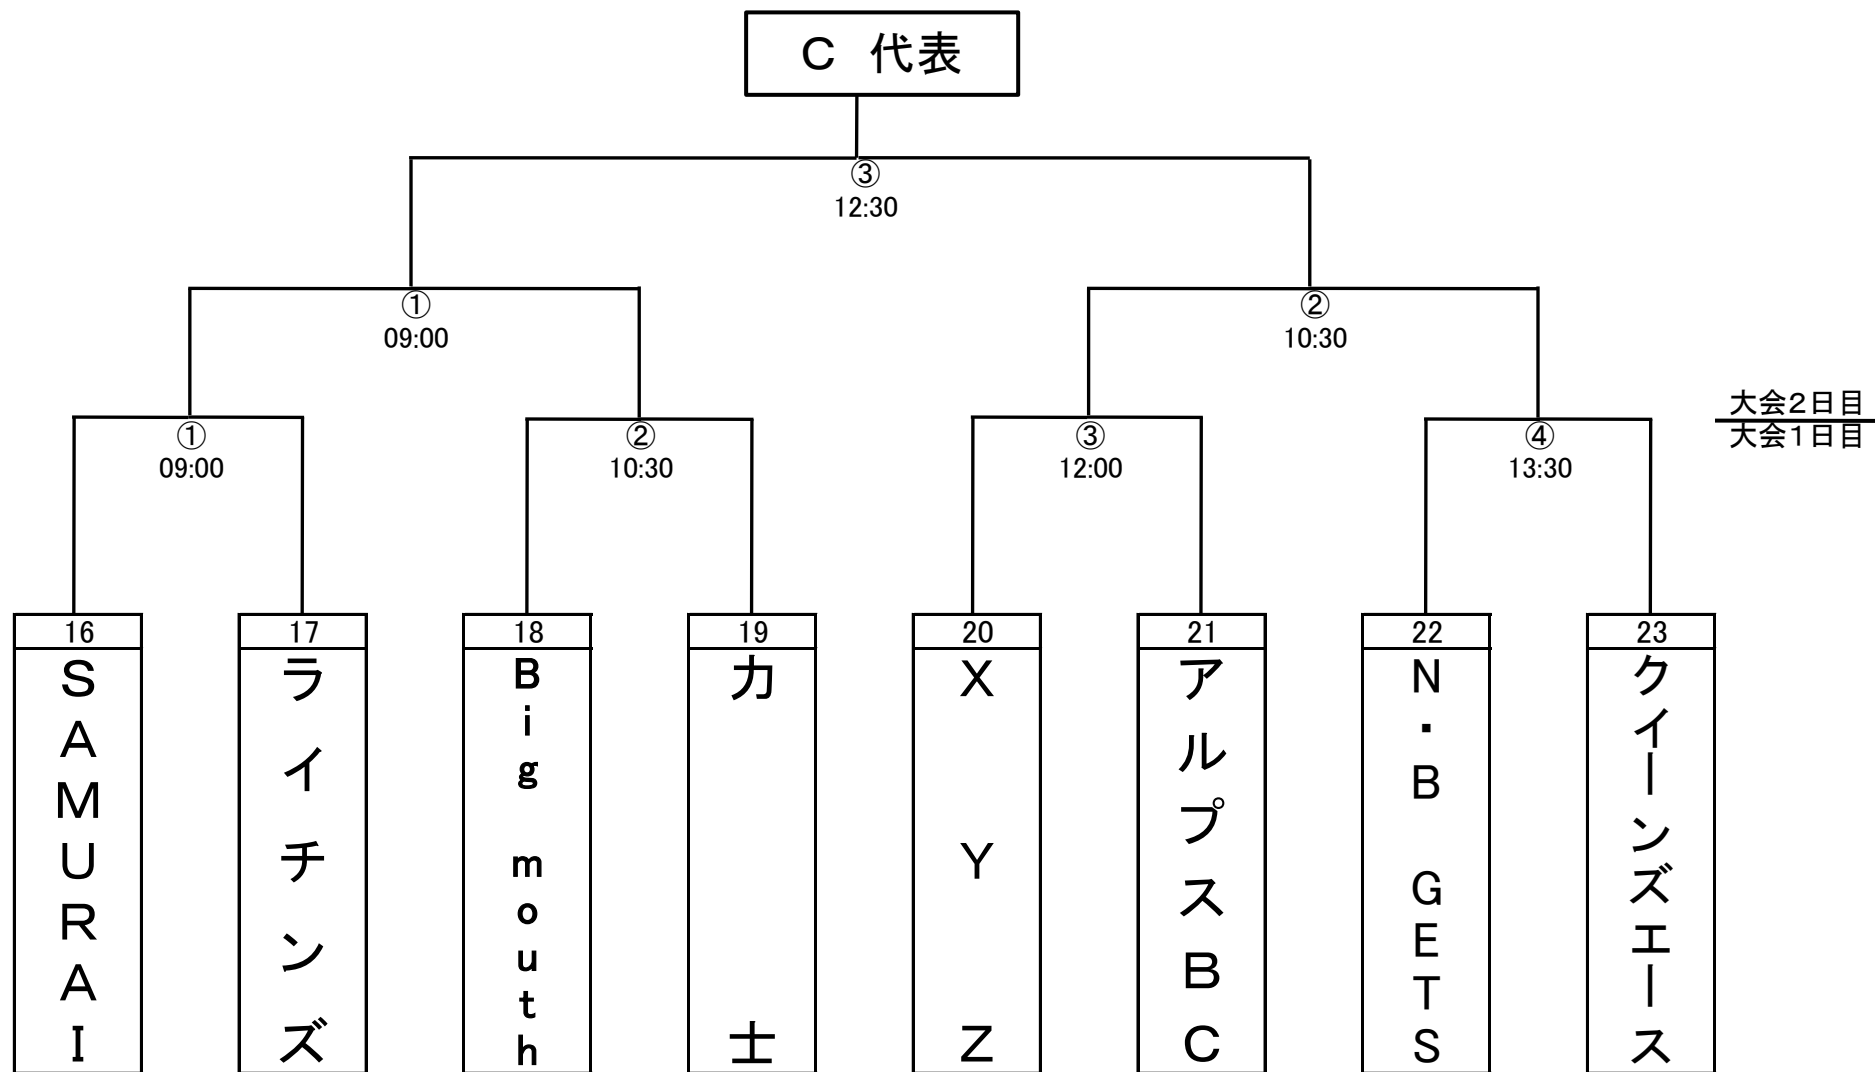 C 代表
③
12:30
①
09:00
②
10:30
大会2日目
大会1日目
①
09:00
②
10:30
③
12:00
④
13:30
16
SAMURAI
17
ライチンズ
18
Big mouth
19
力士
20
XYZ
21
アルプスBC
22
N・B GETS
23
クイーンズエース